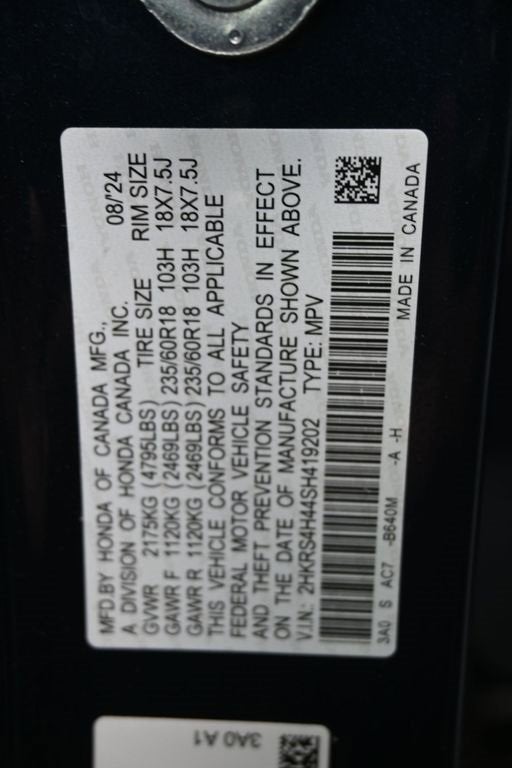 MFD.BY HONDA OF CANADA MFG., 08/'24
A DIVISION OF HONDA CANADA INC.
TIRE SIZE RIM SIZE
GVWR 2175KG (4795LBS)
GAWR F 1120KG (2469LBS) 235/60R18 103H 18X7.5J
GAWR R 1120KG (2469LBS) 235/60R18 103H 18X7.5J
THIS VEHICLE CONFORMS TO ALL APPLICABLE
FEDERAL MOTOR VEHICLE SAFETY
AND THEFT PREVENTION STANDARDS IN EFFECT
ON THE DATE OF MANUFACTURE SHOWN ABOVE.
V.I.N.: 2HKRS4H44SH419202 TYPE: MPV
3A0 S AC7 -B640M -A -H
MADE IN CANADA
3A0 A1